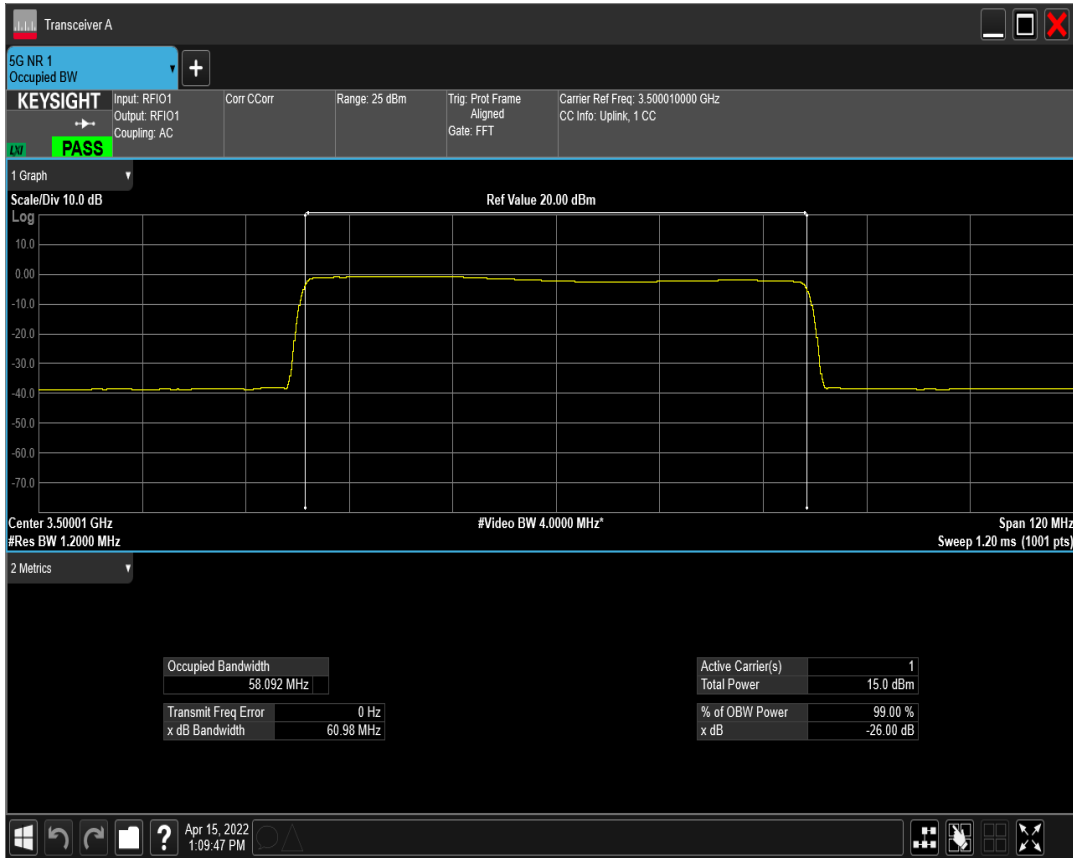 Transceiver A
5G NR 1
Occupied BW
+
KEYSIGHT
LXI
PASS
Input: RFIO1
Output: RFIO1
Coupling: AC
Corr CCorr
Range: 25 dBm
Trig: Prot Frame
Aligned
Gate: FFT
Carrier Ref Freq: 3.500010000 GHz
CC Info: Uplink, 1 CC
1 Graph
Scale/Div 10.0 dB
Ref Value 20.00 dBm
Log
10.0
0.00
-10.0
-20.0
-30.0
-40.0
-50.0
-60.0
-70.0
Center 3.50001 GHz
#Video BW 4.0000 MHz*
Span 120 MHz
#Res BW 1.2000 MHz
Sweep 1.20 ms (1001 pts)
2 Metrics
Occupied Bandwidth
58.092 MHz
Transmit Freq Error 0 Hz
x dB Bandwidth 60.98 MHz
Active Carrier(s) 1
Total Power 15.0 dBm
% of OBW Power 99.00 %
x dB -26.00 dB
?
Apr 15, 2022
1:09:47 PM